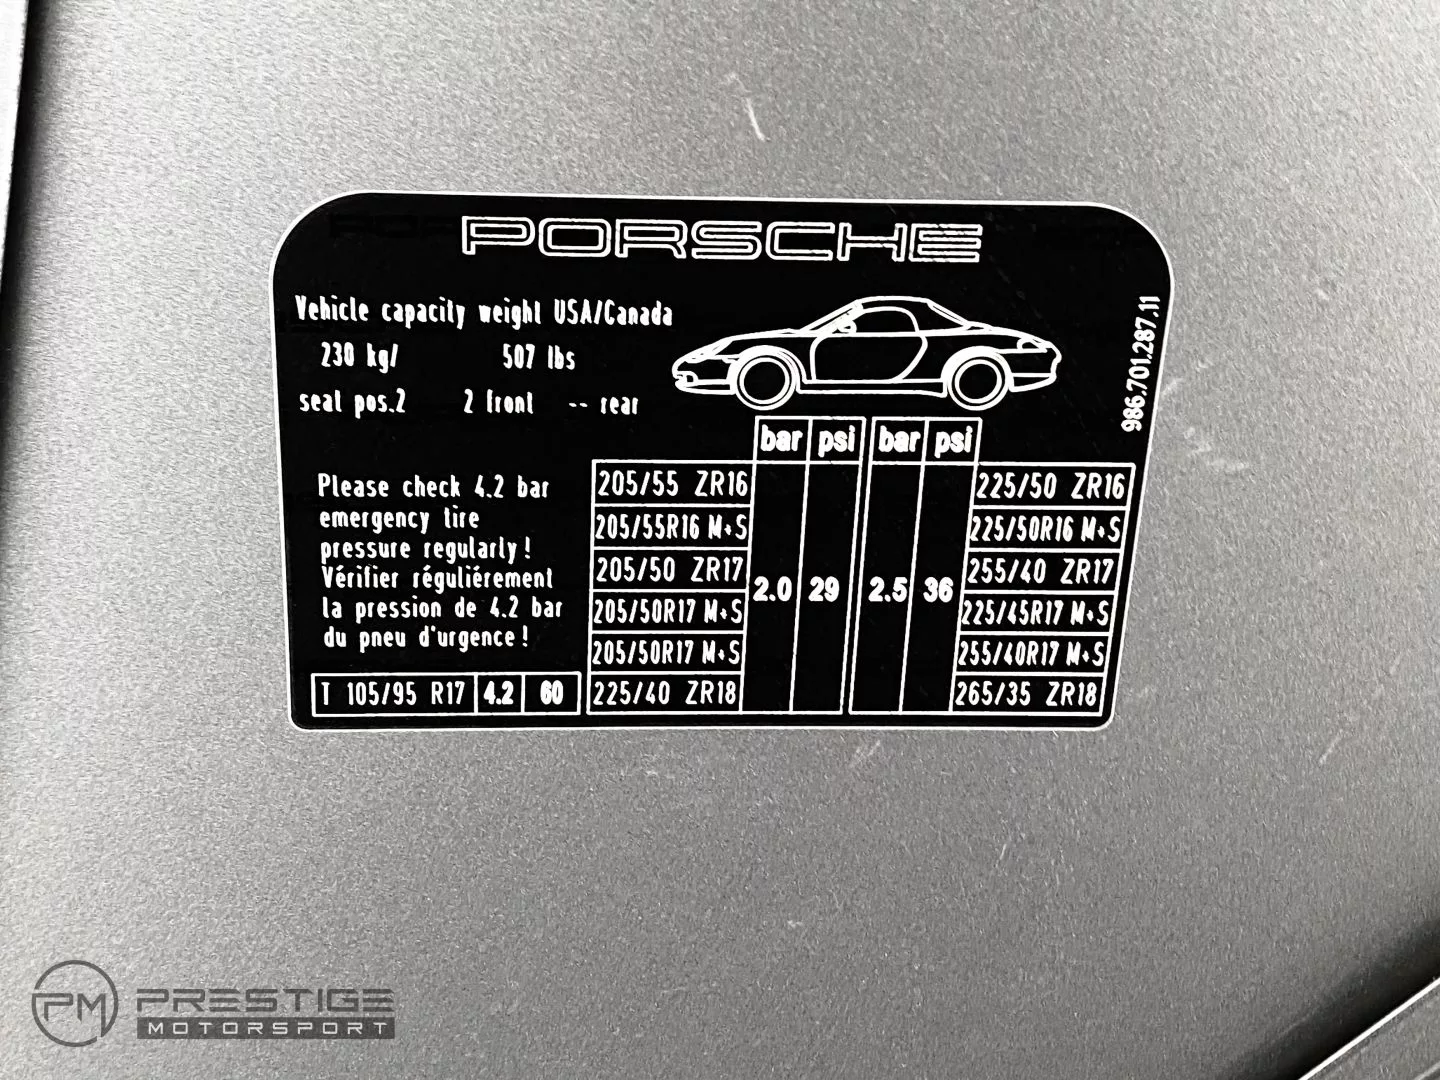 PORSCHE
Vehicle capacity weight USA/Canada
230 kg/ 507 lbs
seat pos.2 2 front -- rear
986.701.287.11
Please check 4.2 bar
emergency tire
pressure regularly!
Vérifier réguliérement
la pression de 4.2 bar
du pneu d'urgence!
T 105/95 R17 4.2 60
bar psi bar psi
205/55 ZR16 225/50 ZR16
205/55R16 M+S 225/50R16 M+S
205/50 ZR17 255/40 ZR17
2.0 29 2.5 36
205/50R17 M+S 225/45R17 M+S
205/50R17 M+S 255/40R17 M+S
225/40 ZR18 265/35 ZR18
PM PRESTIGE
MOTORSPORT